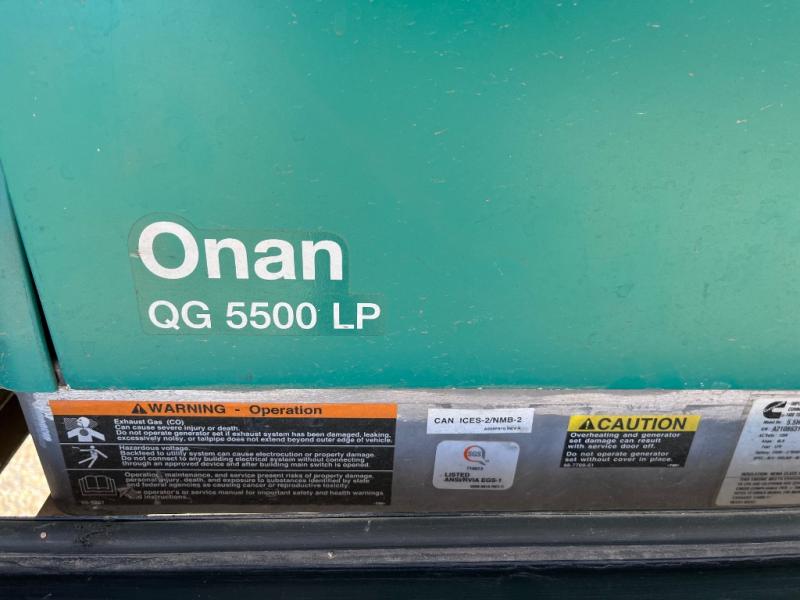 Onan
QG 5500 LP
WARNING - Operation
Exhaust Gas (CO)
Can cause severe injury or death.
Do not operate generator set if exhaust system has been damaged, leaking,
excessively noisy, or tailpipe does not extend beyond outer edge of vehicle.
Hazardous voltage
Backfeed to utility system can cause electrocution or property damage.
Do not connect to any building electrical system without connecting
through an approved device and after building main switch is opened.
Operation, maintenance, and service present risks of property damage,
personal injury, death, and exposure to substances identified by state
and federal agencies as causing cancer or reproductive toxicity.
operator's or service manual for important safety and health warnings
and instructions.
CAN ICES-2/NMB-2
SGS
LISTED
ANSI/RVIA EGS-1
CAUTION
Overheating and generator
set damage can result
with service door off.
Do not operate generator
set without cover in place.